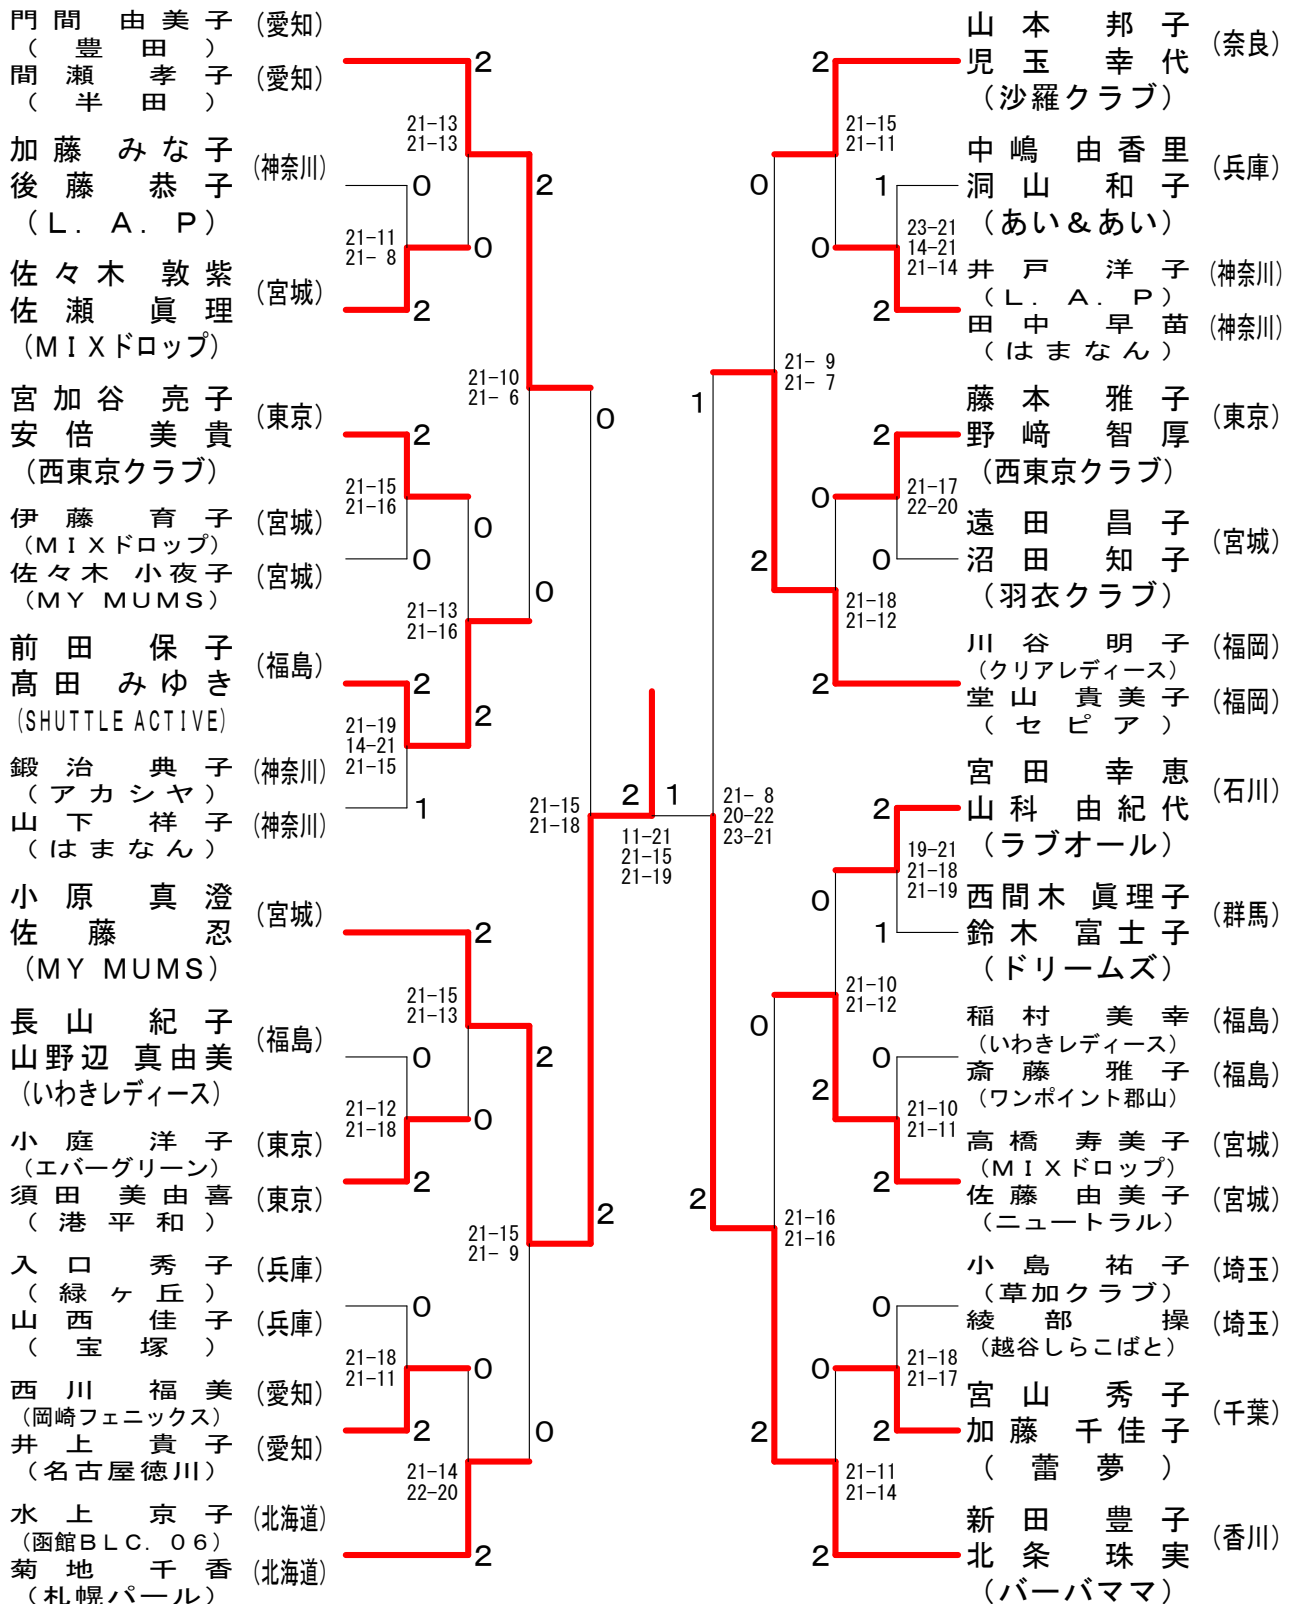 門間 由美子 (愛知)
(豊田)
間瀬 孝子 (愛知)
(半田)
2
21-13
21-13
加藤 みな子
後藤 恭子 (神奈川)
(L.A.P)
0
2
21-11
21- 8
0
佐々木 敦紫
佐瀬 眞理 (宮城)
(MIXドロップ)
2
21-10
21- 6
0
宮加谷 亮子
安倍 美貴 (東京)
(西東京クラブ)
2
21-15
21-16
0
伊藤 育子 (宮城)
(MIXドロップ)
佐々木 小夜子 (宮城)
(MY MUMS)
0
0
21-13
21-16
前田 保子
髙田 みゆき (福島)
(SHUTTLE ACTIVE)
2
2
21-19
14-21
21-15
鍛治 典子 (神奈川)
(アカシヤ)
山下 祥子 (神奈川)
(はまなん)
1
21-15
21-18
2
1
11-21
21-15
21-19
小原 真澄
佐藤 忍 (宮城)
(MY MUMS)
2
21-15
21-13
長山 紀子
山野辺 真由美 (福島)
(いわきレディース)
0
2
21-12
21-18
0
小庭 洋子 (東京)
(エバーグリーン)
須田 美由喜 (東京)
(港平和)
2
2
21-15
21- 9
入口 秀子 (兵庫)
(緑ヶ丘)
山西 佳子 (兵庫)
(宝塚)
0
21-18
21-11
0
西川 福美 (愛知)
(岡崎フェニックス)
井上 貴子 (愛知)
(名古屋徳川)
2
0
21-14
22-20
水上 京子 (北海道)
(函館BLC.06)
菊地 千香 (北海道)
(札幌パール)
2
山本 邦子
児玉 幸代 (奈良)
(沙羅クラブ)
2
21-15
21-11
中嶋 由香里
洞山 和子 (兵庫)
(あい&あい)
0
1
23-21
14-21
21-14
0
井戸 洋子 (神奈川)
(L.A.P)
田中 早苗 (神奈川)
(はまなん)
2
21- 9
21- 7
1
藤本 雅子
野﨑 智厚 (東京)
(西東京クラブ)
2
21-17
22-20
0
遠田 昌子
沼田 知子 (宮城)
(羽衣クラブ)
0
2
21-18
21-12
川谷 明子 (福岡)
(クリアレディース)
堂山 貴美子 (福岡)
(セピア)
2
宮田 幸恵
山科 由紀代 (石川)
(ラブオール)
2
21- 8
20-22
23-21
19-21
21-18
21-19
0
西間木 眞理子
鈴木 富士子 (群馬)
(ドリームズ)
1
21-10
21-12
0
稲村 美幸 (福島)
(いわきレディース)
斎藤 雅子 (福島)
(ワンポイント郡山)
0
2
21-10
21-11
高橋 寿美子 (宮城)
(MIXドロップ)
佐藤 由美子 (宮城)
(ニュートラル)
2
2
21-16
21-16
小島 祐子 (埼玉)
(草加クラブ)
綾部 操 (埼玉)
(越谷しらこばと)
0
21-18
21-17
0
宮山 秀子
加藤 千佳子 (千葉)
(蕾夢)
2
2
21-11
21-14
新田 豊子
北条 珠実 (香川)
(バーバママ)
2